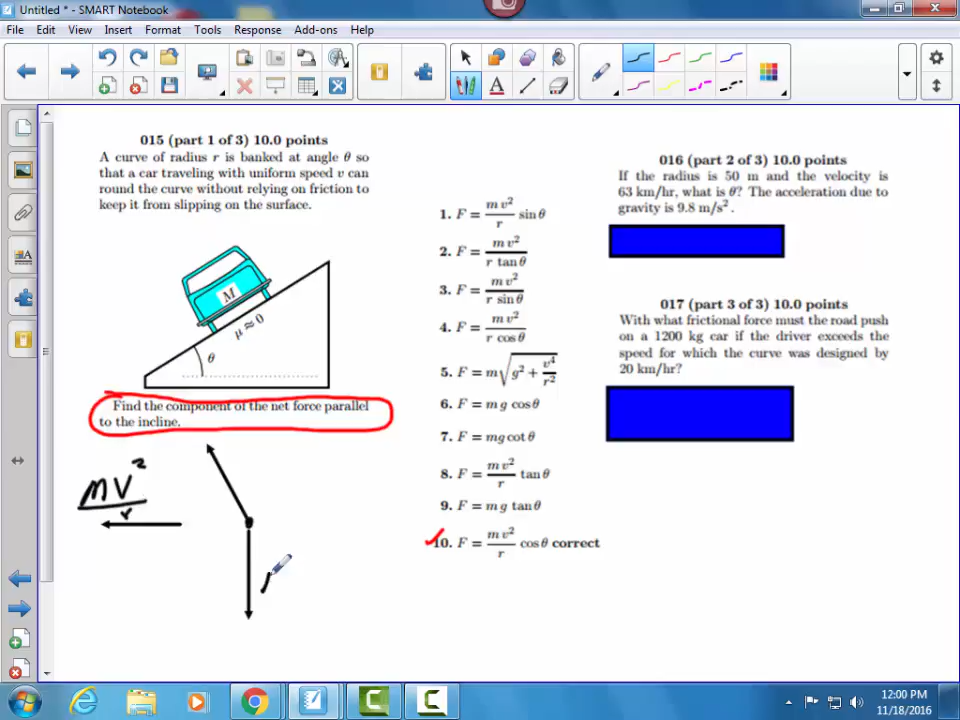 Untitled * - SMART Notebook
File Edit View Insert Format Tools Response Add-ons Help
015 (part 1 of 3) 10.0 points
A curve of radius r is banked at angle θ so
that a car traveling with uniform speed v can
round the curve without relying on friction to
keep it from slipping on the surface.
M
μ ≈ 0
θ
Find the component of the net force parallel
to the incline.
MV²
r
1. F = m v² / r sin θ
2. F = m v² / r tan θ
3. F = m v² / r sin θ
4. F = m v² / r cos θ
5. F = m √ g² + v⁴ / r²
6. F = m g cos θ
7. F = m g cot θ
8. F = m v² / r tan θ
9. F = m g tan θ
10. F = m v² / r cos θ correct
016 (part 2 of 3) 10.0 points
If the radius is 50 m and the velocity is
63 km/hr, what is θ? The acceleration due to
gravity is 9.8 m/s² .
017 (part 3 of 3) 10.0 points
With what frictional force must the road push
on a 1200 kg car if the driver exceeds the
speed for which the curve was designed by
20 km/hr?
12:00 PM
11/18/2016